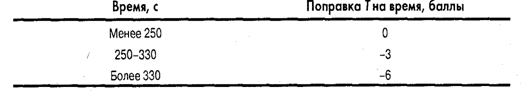 Время, с Поправка T на время, баллы
Менее 250 0
250–330 –3
Более 330 –6